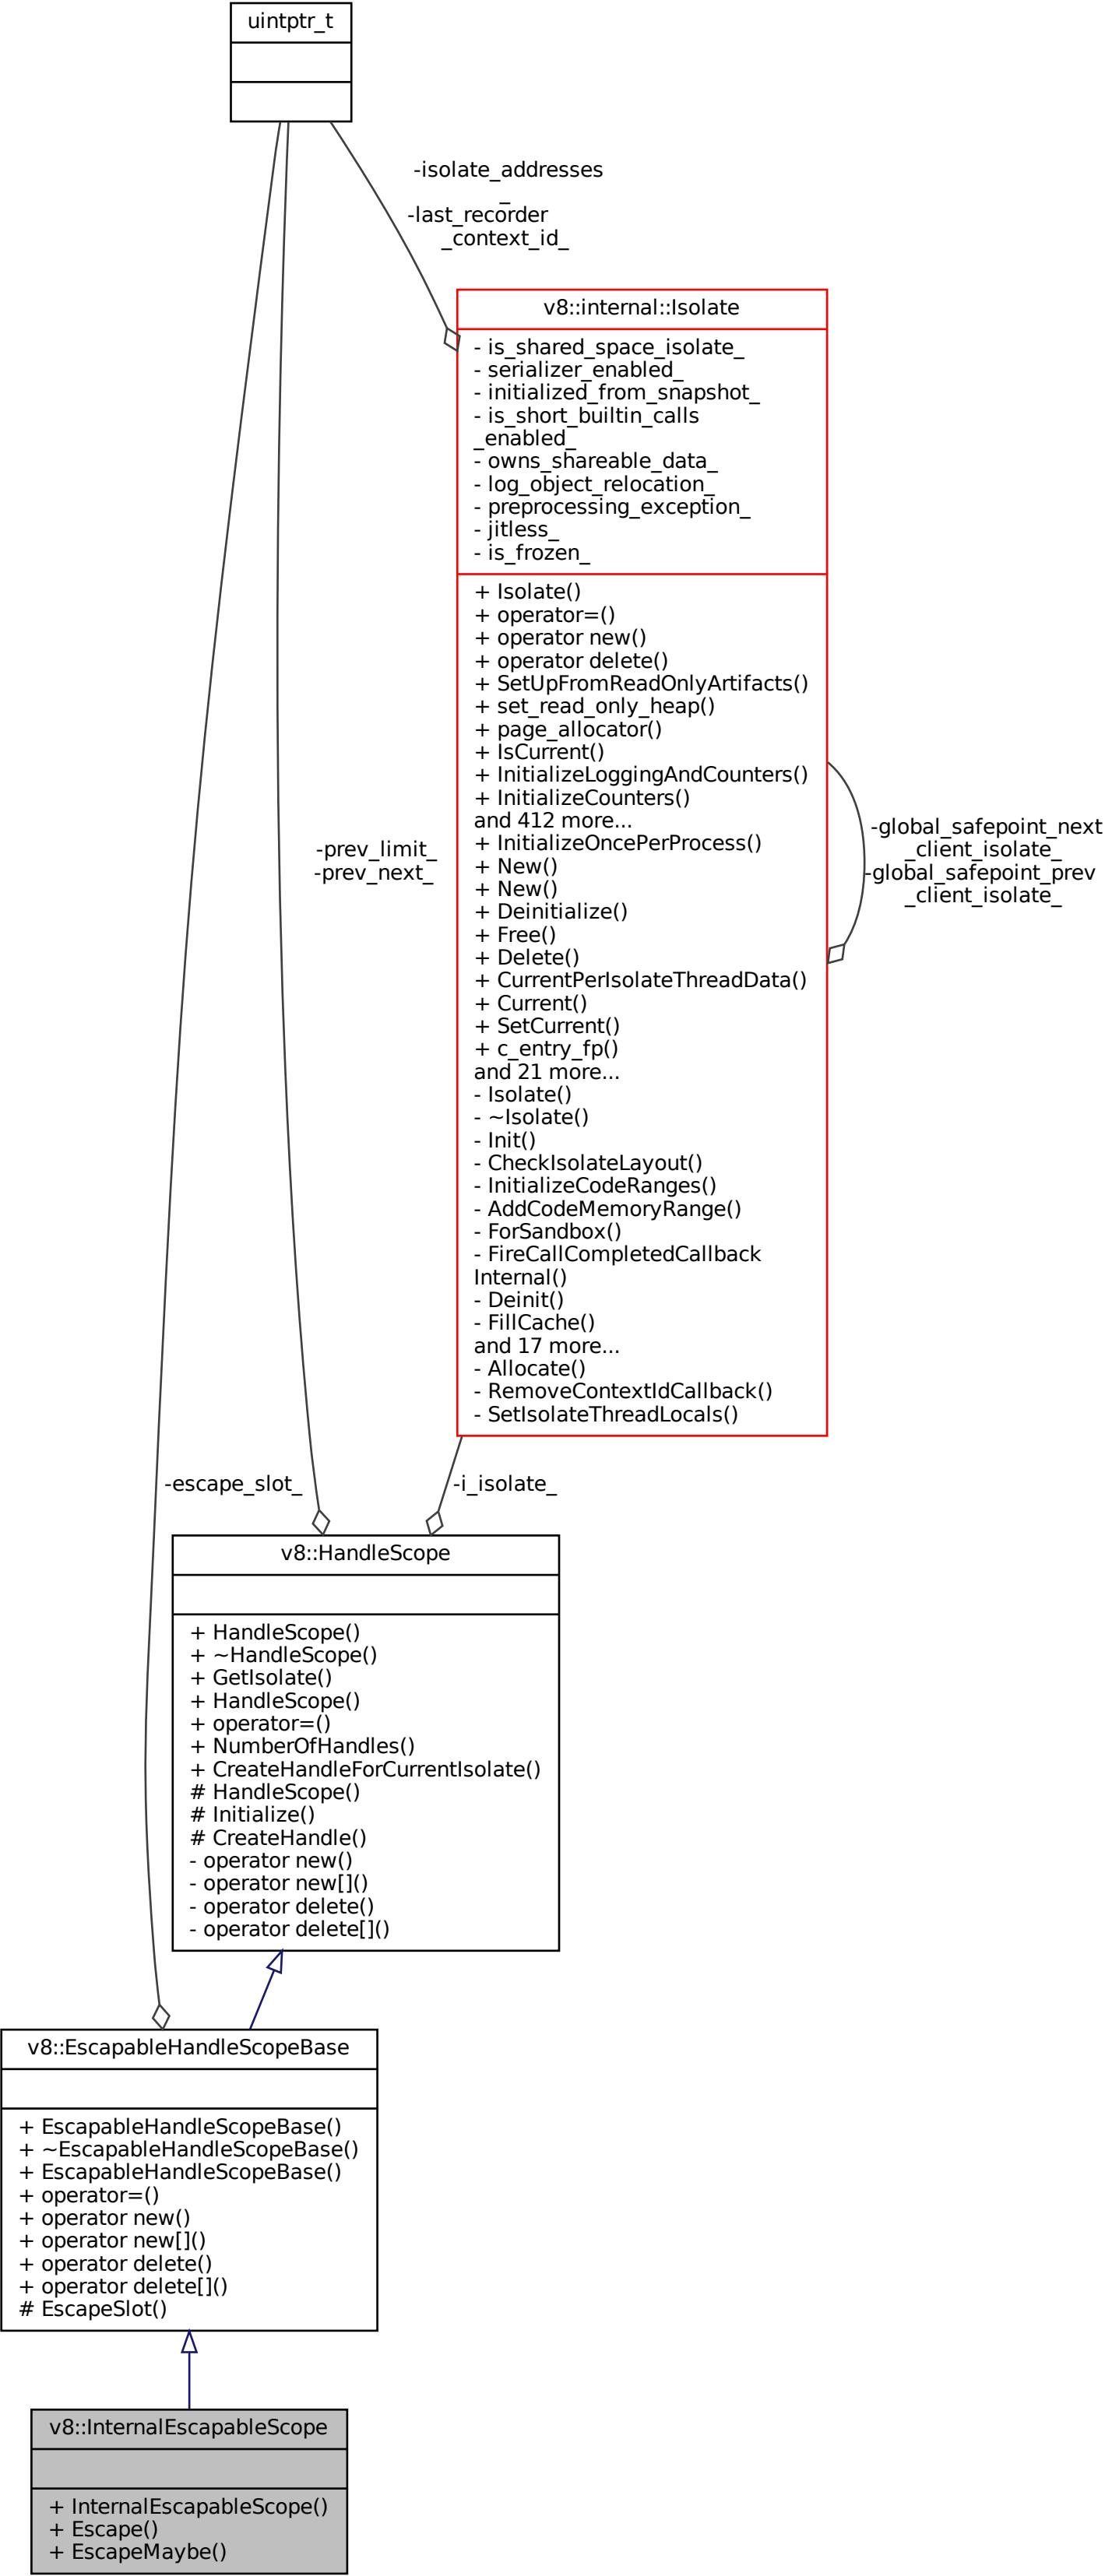 uintptr_t
-isolate_addresses
_
-last_recorder
_context_id_
v8::internal::Isolate
- is_shared_space_isolate_
- serializer_enabled_
- initialized_from_snapshot_
- is_short_builtin_calls
_enabled_
- owns_shareable_data_
- log_object_relocation_
- preprocessing_exception_
- jitless_
- is_frozen_
+ Isolate()
+ operator=()
+ operator new()
+ operator delete()
+ SetUpFromReadOnlyArtifacts()
+ set_read_only_heap()
+ page_allocator()
+ IsCurrent()
+ InitializeLoggingAndCounters()
+ InitializeCounters()
and 412 more...
+ InitializeOncePerProcess()
+ New()
+ New()
+ Deinitialize()
+ Free()
+ Delete()
+ CurrentPerIsolateThreadData()
+ Current()
+ SetCurrent()
+ c_entry_fp()
and 21 more...
- Isolate()
- ~Isolate()
- Init()
- CheckIsolateLayout()
- InitializeCodeRanges()
- AddCodeMemoryRange()
- ForSandbox()
- FireCallCompletedCallback
Internal()
- Deinit()
- FillCache()
and 17 more...
- Allocate()
- RemoveContextIdCallback()
- SetIsolateThreadLocals()
-global_safepoint_next
_client_isolate_
-global_safepoint_prev
_client_isolate_
-prev_limit_
-prev_next_
-escape_slot_
-i_isolate_
v8::HandleScope
+ HandleScope()
+ ~HandleScope()
+ GetIsolate()
+ HandleScope()
+ operator=()
+ NumberOfHandles()
+ CreateHandleForCurrentIsolate()
# HandleScope()
# Initialize()
# CreateHandle()
- operator new()
- operator new[]()
- operator delete()
- operator delete[]()
v8::EscapableHandleScopeBase
+ EscapableHandleScopeBase()
+ ~EscapableHandleScopeBase()
+ EscapableHandleScopeBase()
+ operator=()
+ operator new()
+ operator new[]()
+ operator delete()
+ operator delete[]()
# EscapeSlot()
v8::InternalEscapableScope
+ InternalEscapableScope()
+ Escape()
+ EscapeMaybe()